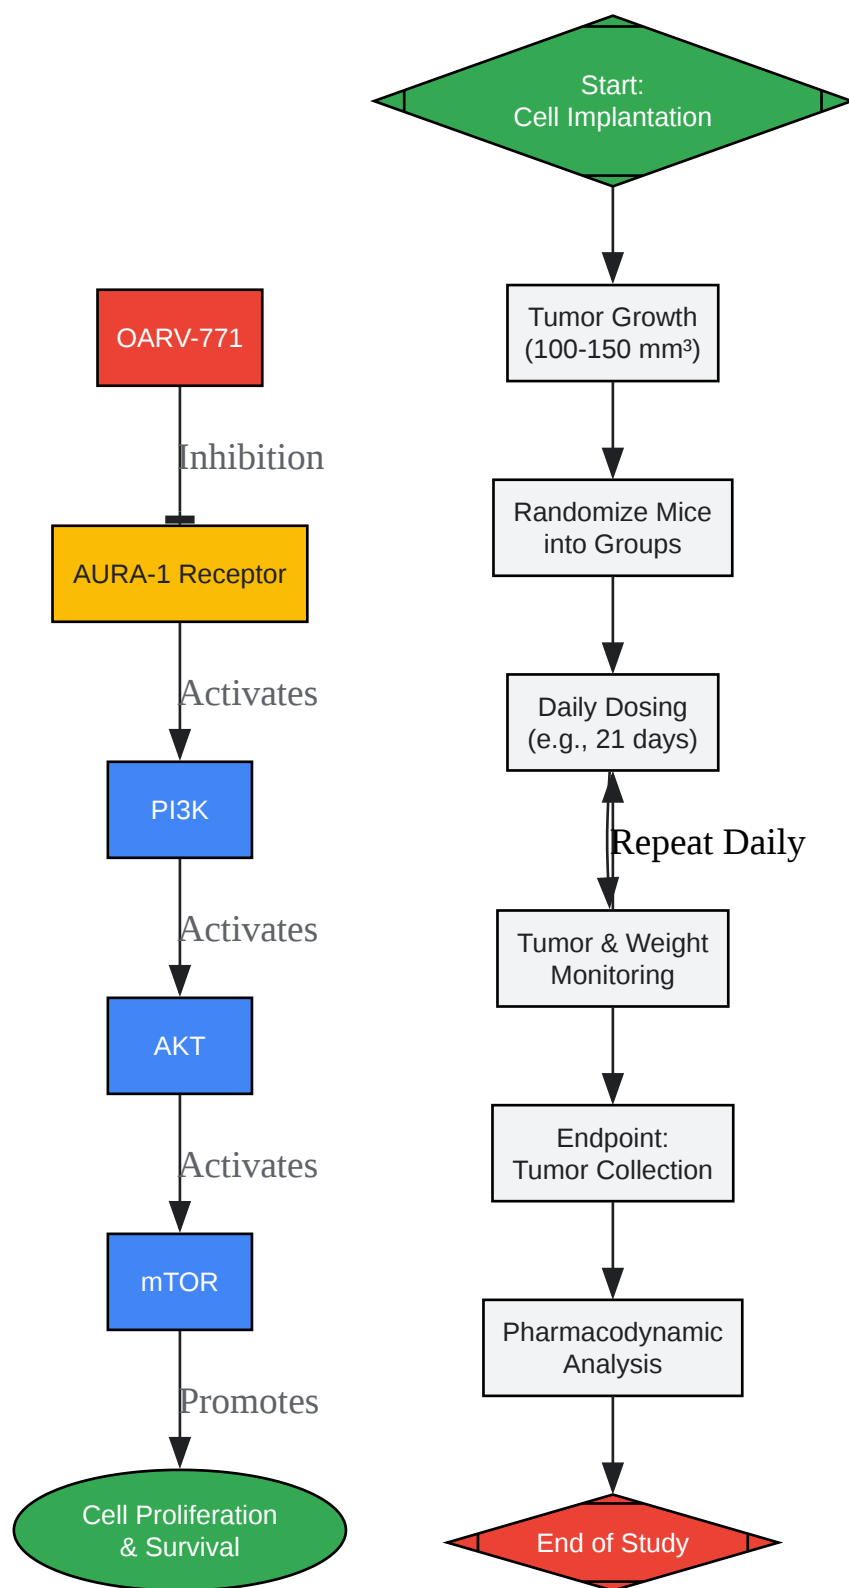 OARV-771
Inhibition
AURA-1 Receptor
Activates
PI3K
Activates
AKT
Activates
mTOR
Promotes
Cell Proliferation
& Survival
Start:
Cell Implantation
Tumor Growth
(100-150 mm³)
Randomize Mice
into Groups
Daily Dosing
(e.g., 21 days)
Repeat Daily
Tumor & Weight
Monitoring
Endpoint:
Tumor Collection
Pharmacodynamic
Analysis
End of Study